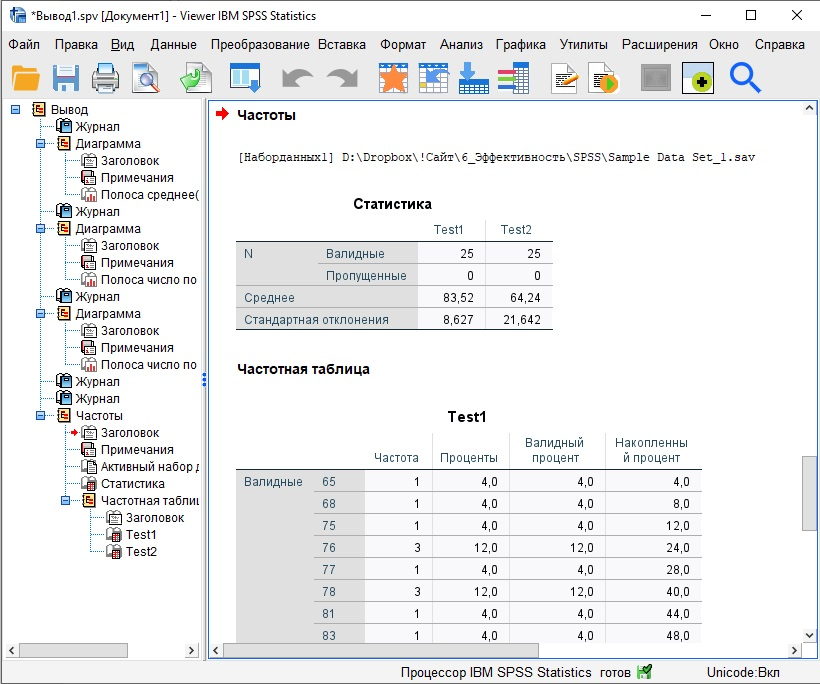 *Вывод1.spv [Документ1] - Viewer IBM SPSS Statistics
Файл Правка Вид Данные Преобразование Вставка Формат Анализ Графика Утилиты Расширения Окно Справка
Вывод
Журнал
Диаграмма
Заголовок
Примечания
Полоса среднее(
Журнал
Диаграмма
Заголовок
Примечания
Полоса число по
Журнал
Диаграмма
Заголовок
Примечания
Полоса число по
Журнал
Журнал
Частоты
Заголовок
Примечания
Активный набор д
Статистика
Частотная таблиц
Заголовок
Test1
Test2
Частоты
[Наборданных1] D:\Dropbox\!Сайт\6_Эффективность\SPSS\Sample Data Set_1.sav
Статистика
Test1 Test2
N Валидные 25 25
Пропущенные 0 0
Среднее 83,52 64,24
Стандартная отклонения 8,627 21,642
Частотная таблица
Test1
Частота Проценты Валидный процент Накопленны й процент
Валидные 65 1 4,0 4,0 4,0
68 1 4,0 4,0 8,0
75 1 4,0 4,0 12,0
76 3 12,0 12,0 24,0
77 1 4,0 4,0 28,0
78 3 12,0 12,0 40,0
81 1 4,0 4,0 44,0
83 1 4,0 4,0 48,0
Процессор IBM SPSS Statistics готов Unicode:Вкл